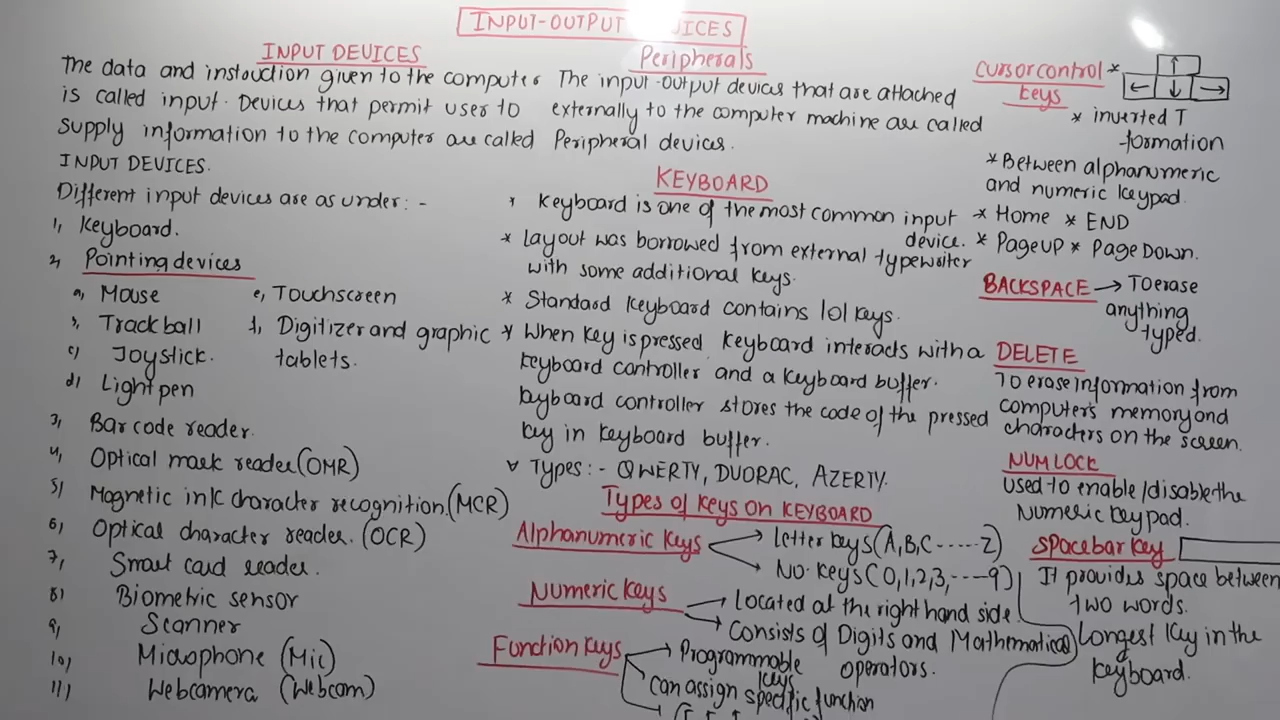 INPUT-OUTPUT DEVICES
INPUT DEVICES
The data and instruction given to the computer
is called input. Devices that permit user to
supply information to the computer are called
INPUT DEVICES.
Different input devices are as under: -
1, Keyboard.
2, Pointing devices
a, Mouse
b, Trackball
c, Joystick.
d, Lightpen
e, Touchscreen
f, Digitizer and graphic
tablets.
3, Bar code reader.
4, Optical mark reader (OMR)
5, Magnetic ink character recognition. (MCR)
6, Optical character reader. (OCR)
7, Smart card reader.
8, Biometric sensor
9, Scanner
10, Microphone (Mic)
11, Webcamera (Webcam)
Peripherals
The input-output devices that are attached
externally to the computer machine are called
Peripheral devices.
KEYBOARD
* Keyboard is one of the most common input
device.
* Layout was borrowed from external typewriter
with some additional keys.
* Standard keyboard contains 101 keys.
* When key is pressed keyboard interacts with a
keyboard controller and a keyboard buffer.
keyboard controller stores the code of the pressed
key in keyboard buffer.
* Types: - QWERTY, DUORAC, AZERTY.
Types of keys on KEYBOARD
Alphanumeric keys
→ letter keys (A, B, C ----- Z)
→ No. keys (0,1,2,3, ---- 9)
Numeric keys
→ Located at the right hand side.
→ Consists of Digits and Mathematical
operators.
Function keys
→ Programmable
keys
can assign specific function
Cursor control
keys
* ↑
← ↓ →
* inverted T
formation
* Between alphanumeric
and numeric keypad.
* Home * END
* PageUP * Page Down.
BACKSPACE → To erase
anything
typed.
DELETE
To erase information from
computer's memory and
characters on the screen.
NUM LOCK
used to enable/disable the
Numeric keypad.
SPACEBAR KEY
It provides space between
two words.
Longest key in the
keyboard.